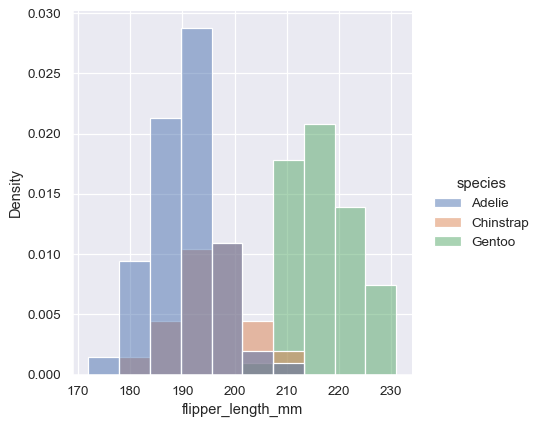 0.030
0.025
0.020
0.015
0.010
0.005
0.000
Density
170 180 190 200 210 220 230
flipper_length_mm
species
Adelie
Chinstrap
Gentoo